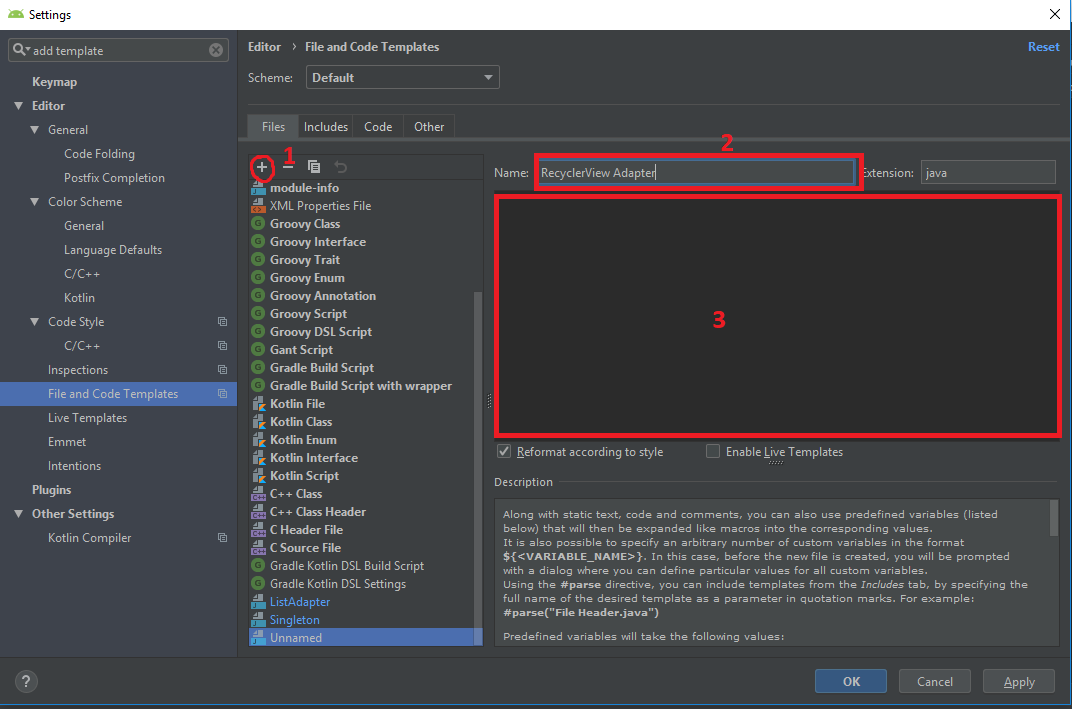 Settings
add template
Keymap
Editor
General
Code Folding
Postfix Completion
Color Scheme
General
Language Defaults
C/C++
Kotlin
Code Style
C/C++
Inspections
File and Code Templates
Live Templates
Emmet
Intentions
Plugins
Other Settings
Kotlin Compiler
Editor › File and Code Templates
Reset
Scheme: Default
Files Includes Code Other
1
module-info
XML Properties File
Groovy Class
Groovy Interface
Groovy Trait
Groovy Enum
Groovy Annotation
Groovy Script
Groovy DSL Script
Gant Script
Gradle Build Script
Gradle Build Script with wrapper
Kotlin File
Kotlin Class
Kotlin Enum
Kotlin Interface
Kotlin Script
C++ Class
C++ Class Header
C Header File
C Source File
Gradle Kotlin DSL Build Script
Gradle Kotlin DSL Settings
ListAdapter
Singleton
Unnamed
2
Name: RecyclerView Adapter Extension: java
3
Reformat according to style Enable Live Templates
Description
Along with static text, code and comments, you can also use predefined variables (listed
below) that will then be expanded like macros into the corresponding values.
It is also possible to specify an arbitrary number of custom variables in the format
${<VARIABLE_NAME>}. In this case, before the new file is created, you will be prompted
with a dialog where you can define particular values for all custom variables.
Using the #parse directive, you can include templates from the Includes tab, by specifying the
full name of the desired template as a parameter in quotation marks. For example:
#parse("File Header.java")
Predefined variables will take the following values:
?
OK Cancel Apply